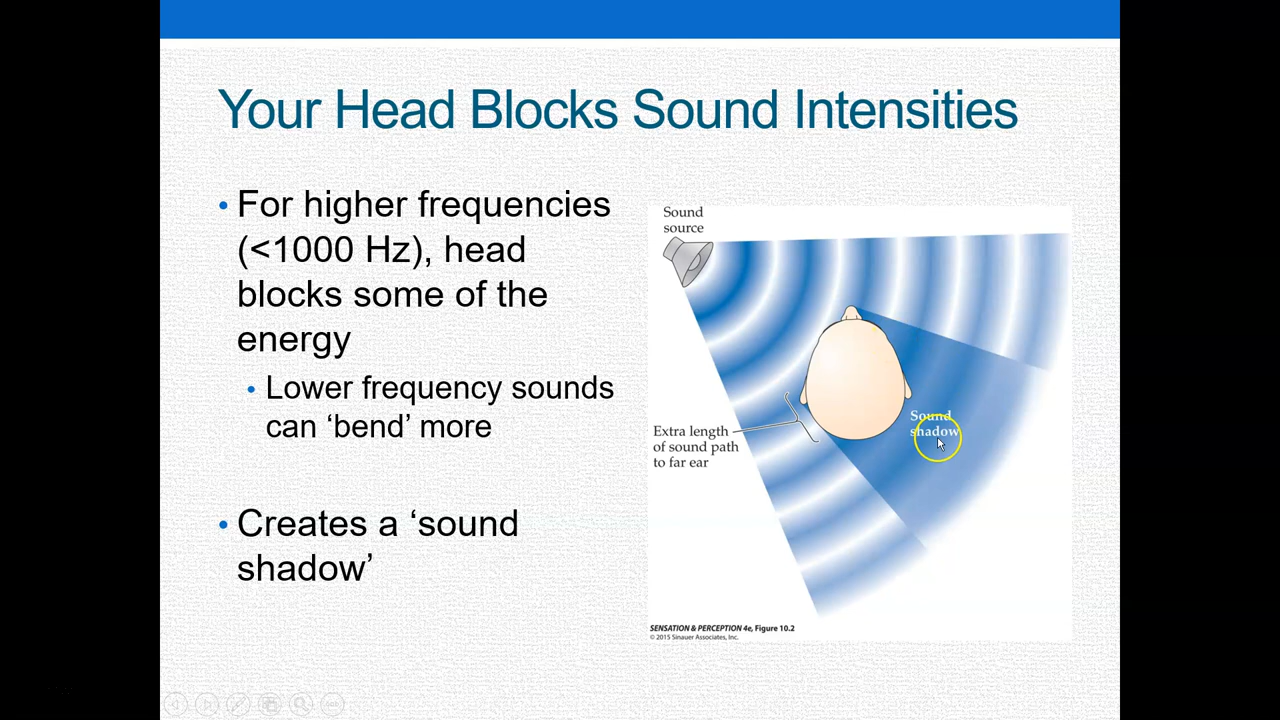 Your Head Blocks Sound Intensities
• For higher frequencies
(<1000 Hz), head
blocks some of the
energy
• Lower frequency sounds
can ‘bend’ more
• Creates a ‘sound
shadow’
Sound
source
Extra length
of sound path
to far ear
Sound
shadow
SENSATION & PERCEPTION 4e, Figure 10.2
© 2015 Sinauer Associates, Inc.